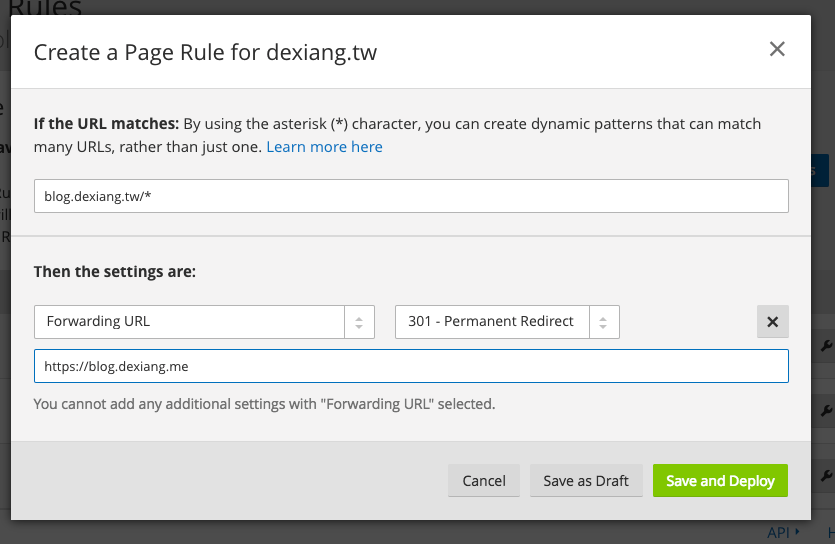 Rules
Create a Page Rule for dexiang.tw
If the URL matches: By using the asterisk (*) character, you can create dynamic patterns that can match
many URLs, rather than just one. Learn more here
blog.dexiang.tw/*
Then the settings are:
Forwarding URL
301 - Permanent Redirect
https://blog.dexiang.me
You cannot add any additional settings with "Forwarding URL" selected.
Cancel
Save as Draft
Save and Deploy
API